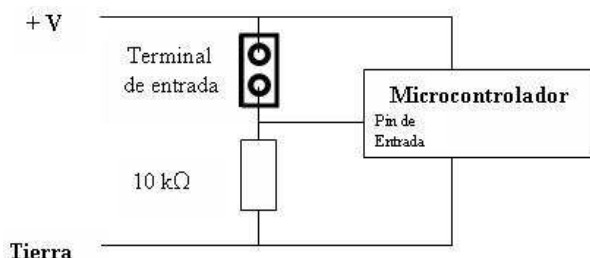 + V
Terminal
de entrada
Microcontrolador
Pin de
Entrada
10 kΩ
Tierra